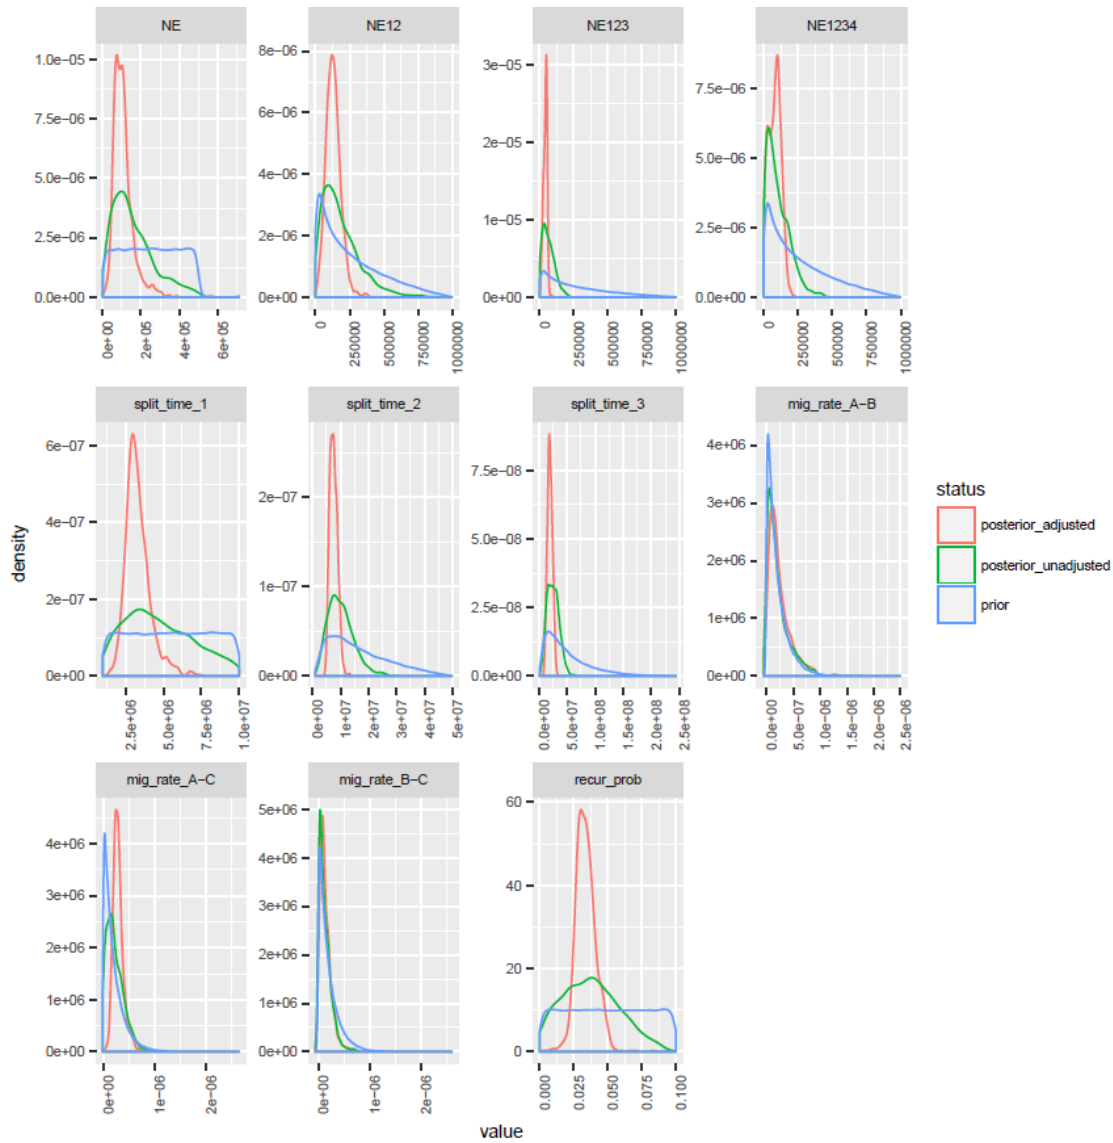 NE
NE12
NE123
NE1234
1.0e−05
7.5e−06
5.0e−06
2.5e−06
0.0e+00
8e−06
6e−06
4e−06
2e−06
0e+00
3e−05
2e−05
1e−05
0e+00
7.5e−06
5.0e−06
2.5e−06
0.0e+00
0e+00
2e+05
4e+05
6e+05
0
250000
500000
750000
1000000
0
250000
500000
750000
1000000
0
250000
500000
750000
1000000
split_time_1
split_time_2
split_time_3
mig_rate_A−B
6e−07
4e−07
2e−07
0e+00
2e−07
1e−07
0e+00
7.5e−08
5.0e−08
2.5e−08
0.0e+00
4e+06
3e+06
2e+06
1e+06
0e+00
2.5e+06
5.0e+06
7.5e+06
1.0e+07
0e+00
1e+07
2e+07
3e+07
4e+07
5e+07
0.0e+00
5.0e+07
1.0e+08
1.5e+08
2.0e+08
2.5e+08
0.0e+00
5.0e−07
1.0e−06
1.5e−06
2.0e−06
2.5e−06
mig_rate_A−C
mig_rate_B−C
recur_prob
4e+06
3e+06
2e+06
1e+06
0e+00
5e+06
4e+06
3e+06
2e+06
1e+06
0e+00
60
40
20
0
0e+00
1e−06
2e−06
0e+00
1e−06
2e−06
0.000
0.025
0.050
0.075
0.100
density
value
status
posterior_adjusted
posterior_unadjusted
prior